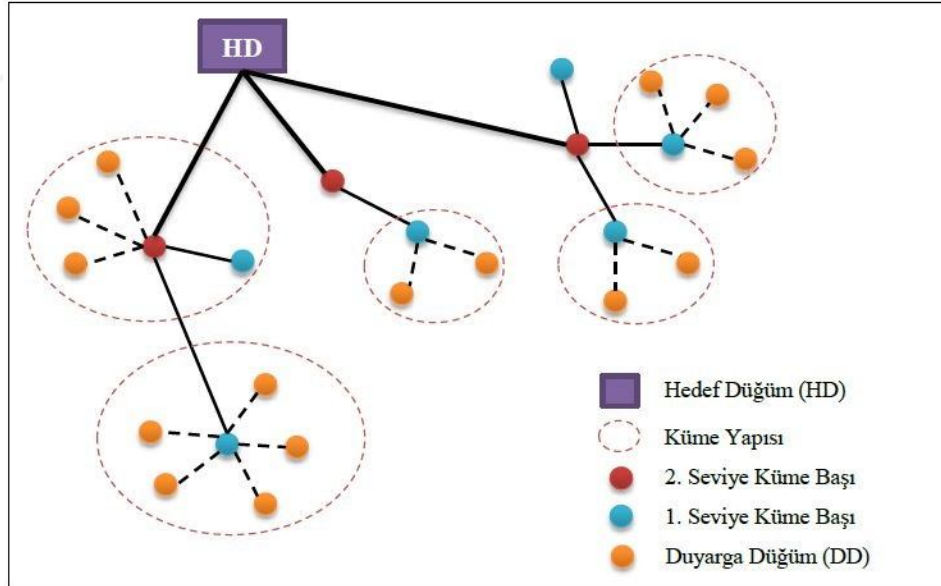 HD
Hedef Düğüm (HD)
Küme Yapısı
2. Seviye Küme Başı
1. Seviye Küme Başı
Duyarga Düğüm (DD)